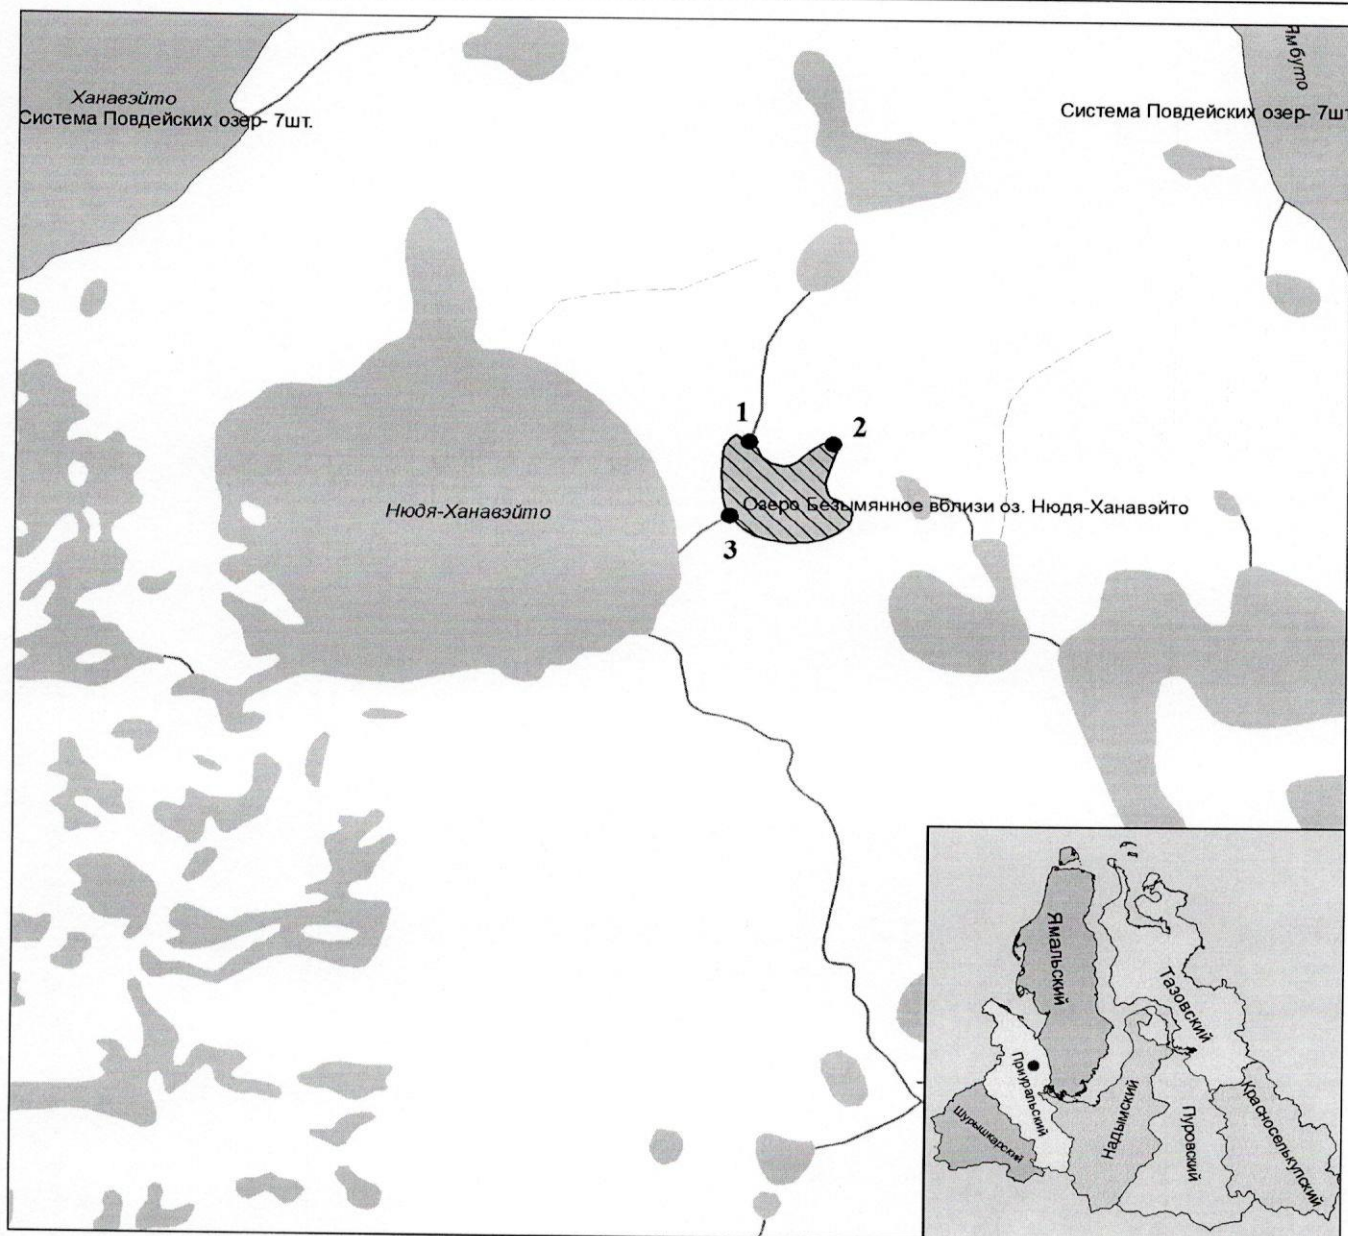 Ханавэйто
Система Повдейских озер- 7шт.
Ямбуто
Система Повдейских озер- 7шт
1
2
Нюдя-Ханавэйто
Озеро Безымянное вблизи оз. Нюдя-Ханавэйто
3
Ямальский
Тазовский
Приуральский
Шурышкарский
Надымский
Пуровский
Красноселькупский